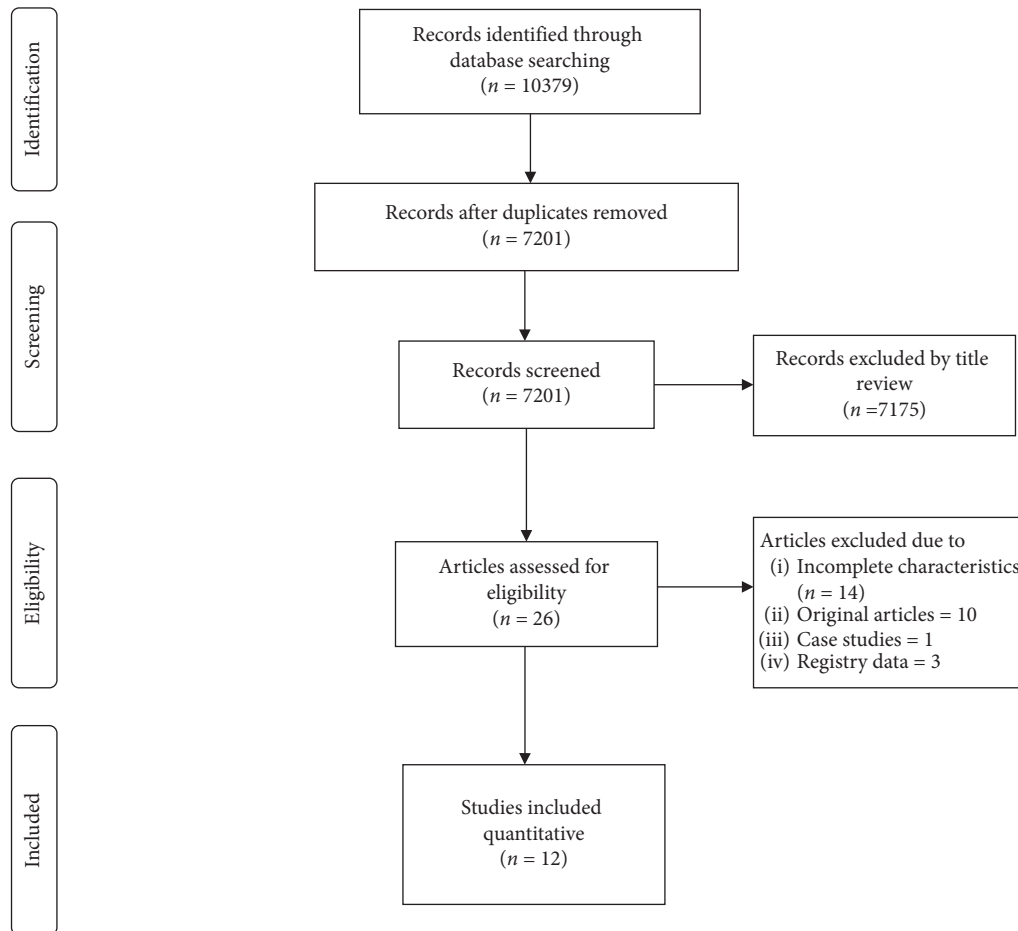 Identification
Records identified through
database searching
(n = 10379)
Records after duplicates removed
(n = 7201)
Screening
Records screened
(n = 7201)
Records excluded by title
review
(n =7175)
Eligibility
Articles assessed for
eligibility
(n = 26)
Articles excluded due to
(i) Incomplete characteristics
(n = 14)
(ii) Original articles = 10
(iii) Case studies = 1
(iv) Registry data = 3
Included
Studies included
quantitative
(n = 12)